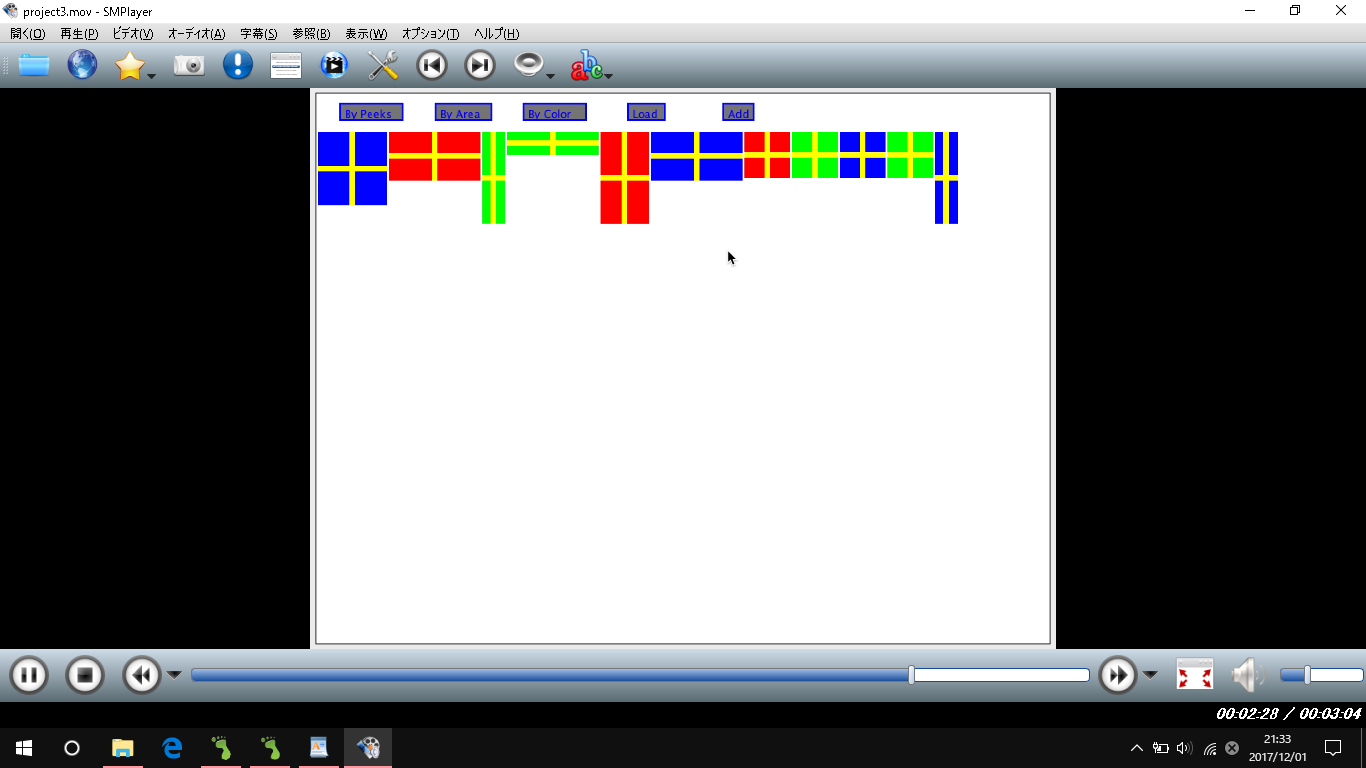 project3.mov - SMPlayer
開く(O) 再生(P) ビデオ(V) オーディオ(A) 字幕(S) 参照(B) 表示(W) オプション(T) ヘルプ(H)
abc
By Peeks By Area By Color Load Add
00:02:28 / 00:03:04
21:33
2017/12/01